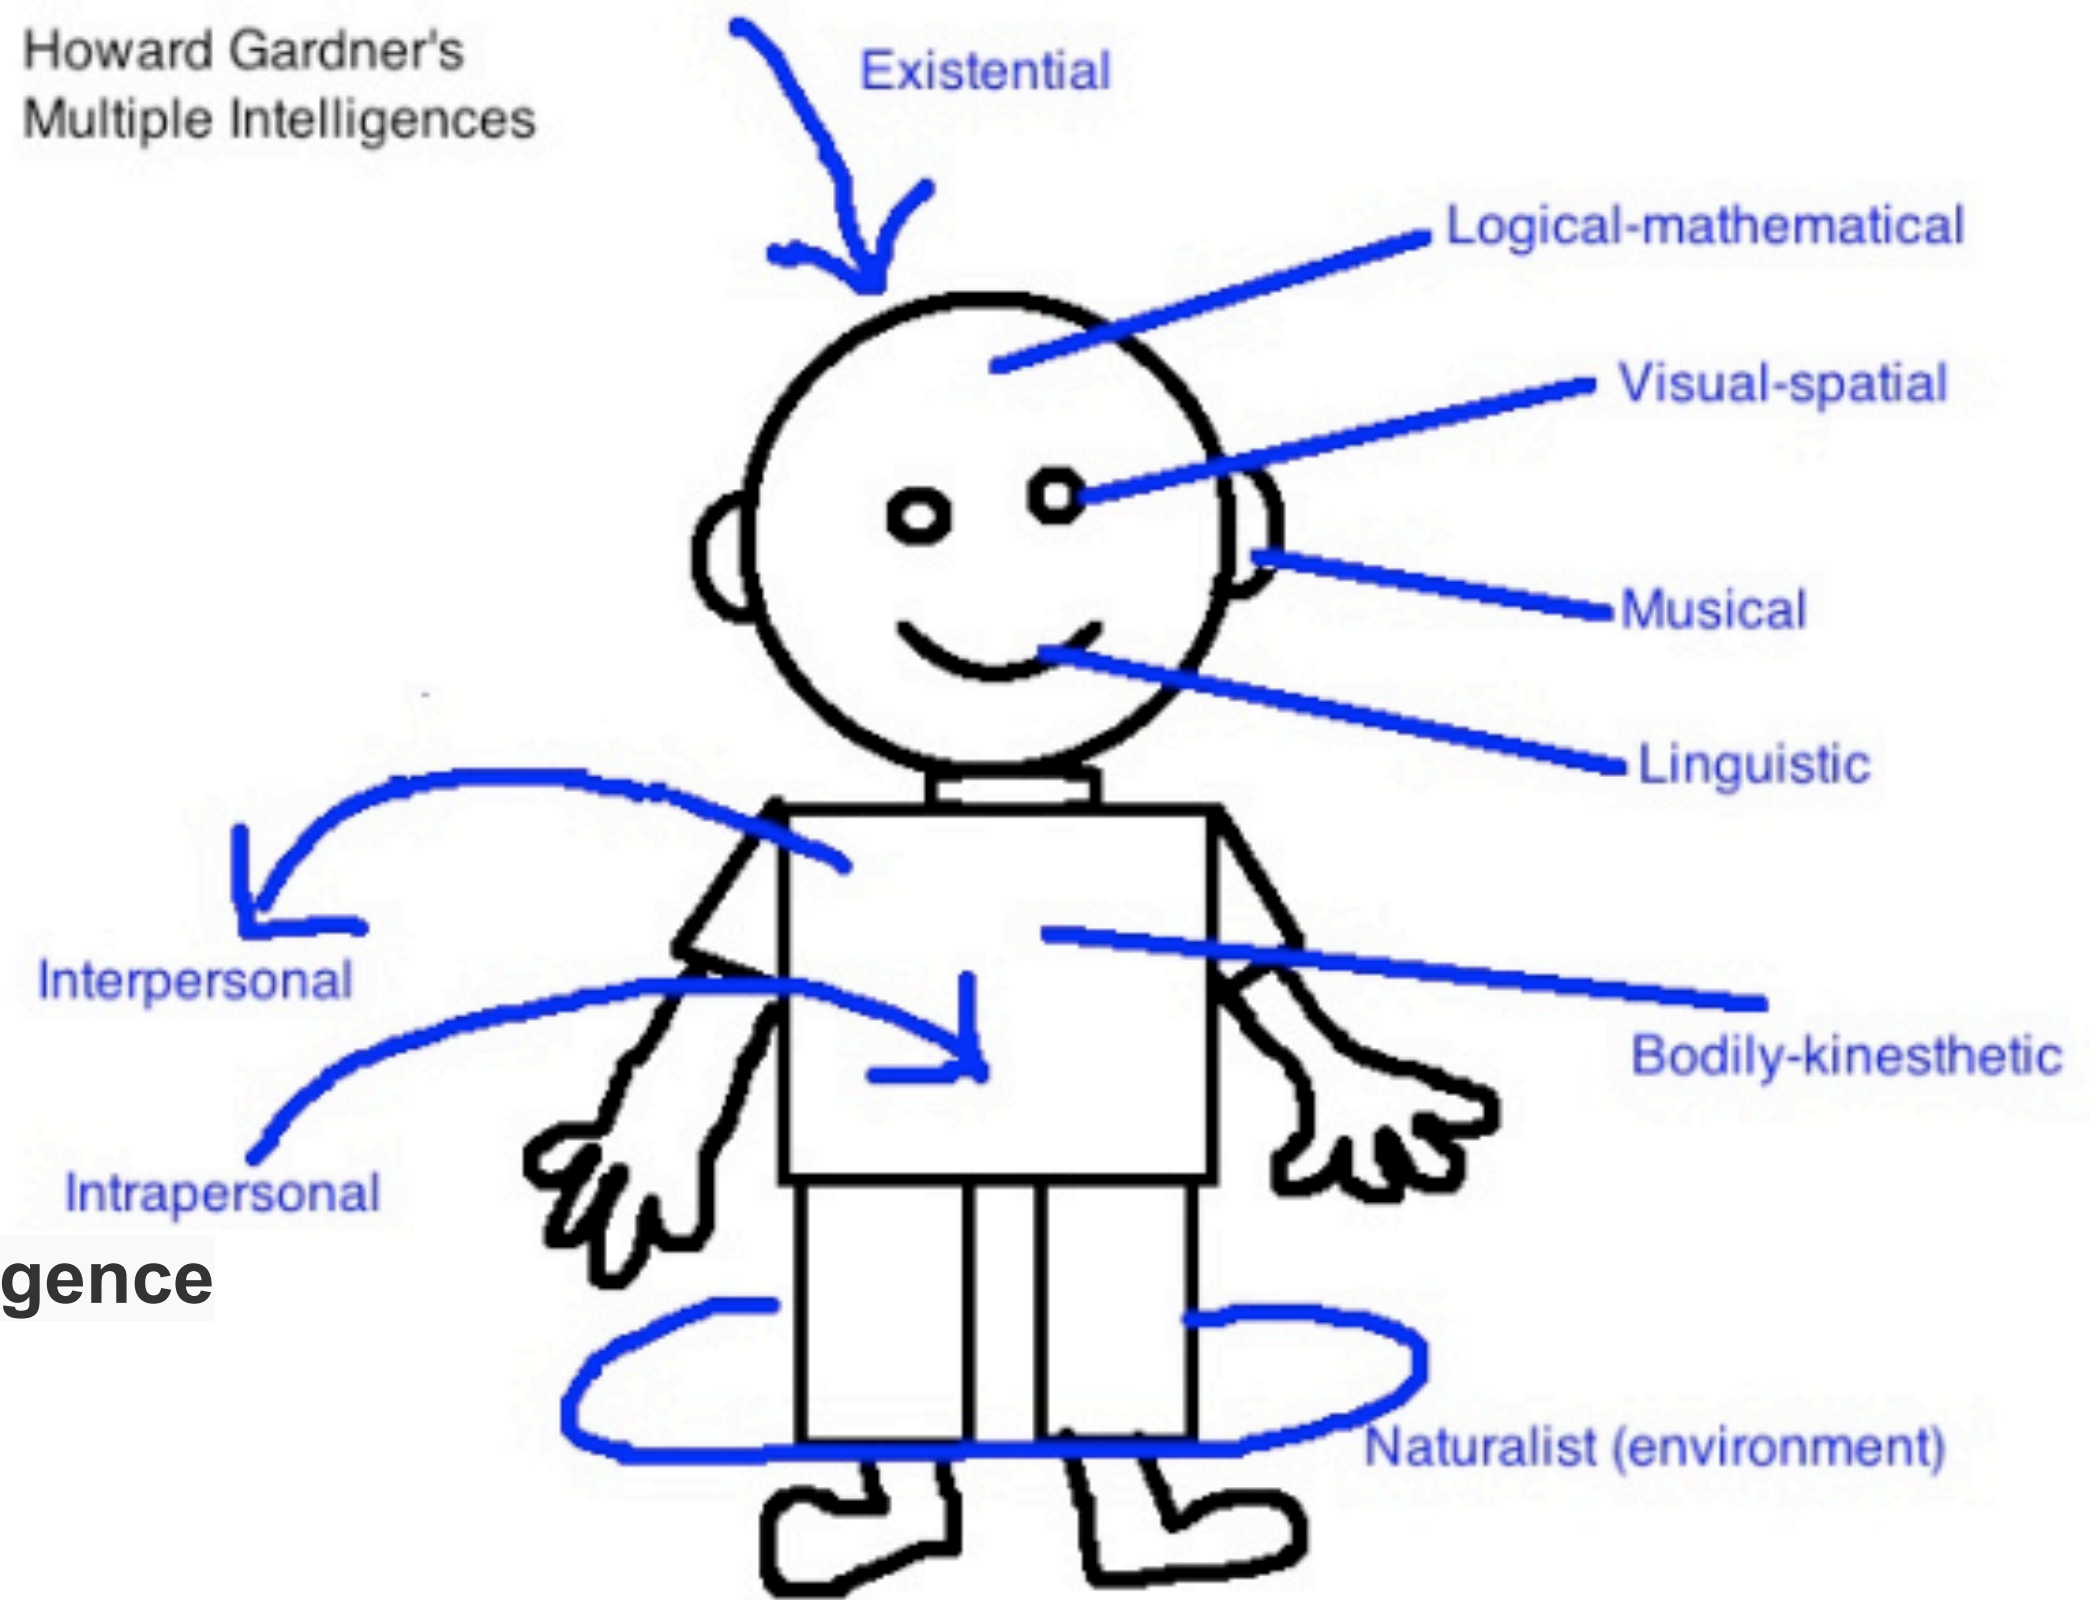 Howard Gardner's
Multiple Intelligences
Existential
Logical-mathematical
Visual-spatial
Musical
Linguistic
Interpersonal
Bodily-kinesthetic
Intrapersonal
gence
Naturalist (environment)